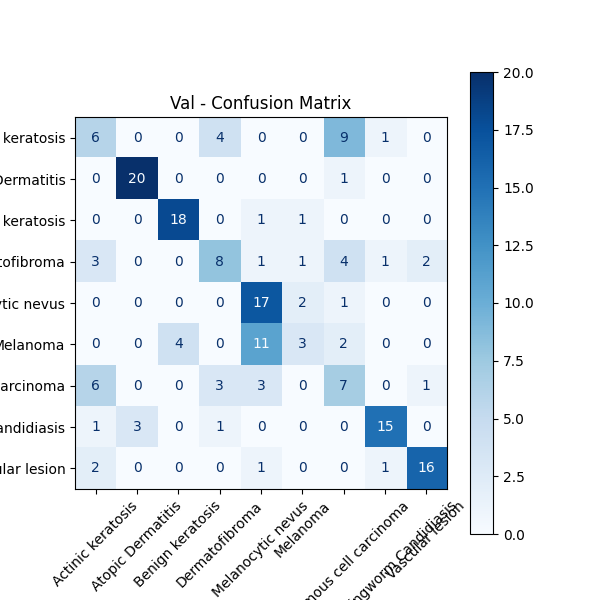 Val - Confusion Matrix
keratosis 6 0 0 4 0 0 9 1 0
Dermatitis 0 20 0 0 0 0 1 0 0
keratosis 0 0 18 0 1 1 0 0 0
tofibroma 3 0 0 8 1 1 4 1 2
ytic nevus 0 0 0 0 17 2 1 0 0
Melanoma 0 0 4 0 11 3 2 0 0
arcinoma 6 0 0 3 3 0 7 0 1
andidiasis 1 3 0 1 0 0 0 15 0
ular lesion 2 0 0 0 1 0 0 1 16
Actinic keratosis
Atopic Dermatitis
Benign keratosis
Dermatofibroma
Melanocytic nevus
Melanoma
mous cell carcinoma
ngworm Candidiasis
Vascular lesion
20.0
17.5
15.0
12.5
10.0
7.5
5.0
2.5
0.0